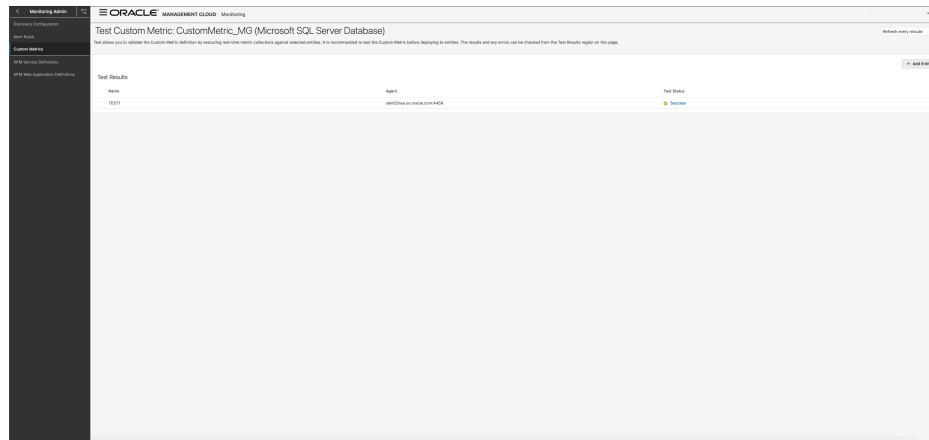 Monitoring Admin
Discovery Configuration
Alert Rules
Custom Metrics
APM Service Definitions
APM Web Application Definitions
ORACLE MANAGEMENT CLOUD Monitoring
Test Custom Metric: CustomMetric_MG (Microsoft SQL Server Database)
Refresh every minute
Test allows you to validate the Custom Metric definition by executing real-time metric collections against selected entities. It is recommended to test the Custom Metric before deploying to entities. The results and any errors can be checked from the Test Results region on this page.
+ Add Enti
Test Results
Name Agent Test Status
TEST1 Success